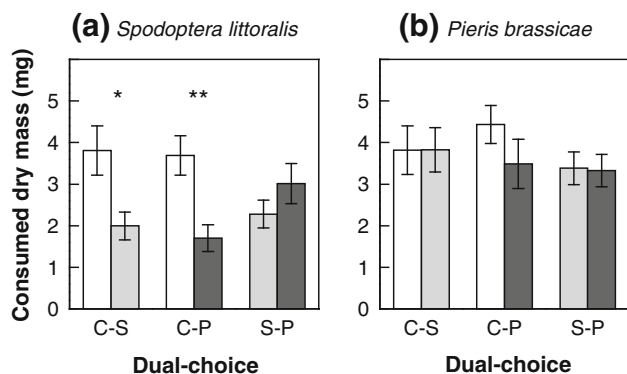 (a) Spodoptera littoralis
(b) Pieris brassicae
Consumed dry mass (mg)
5
4
3
2
1
0
* **
C-S C-P S-P
Dual-choice
5
4
3
2
1
0
C-S C-P S-P
Dual-choice